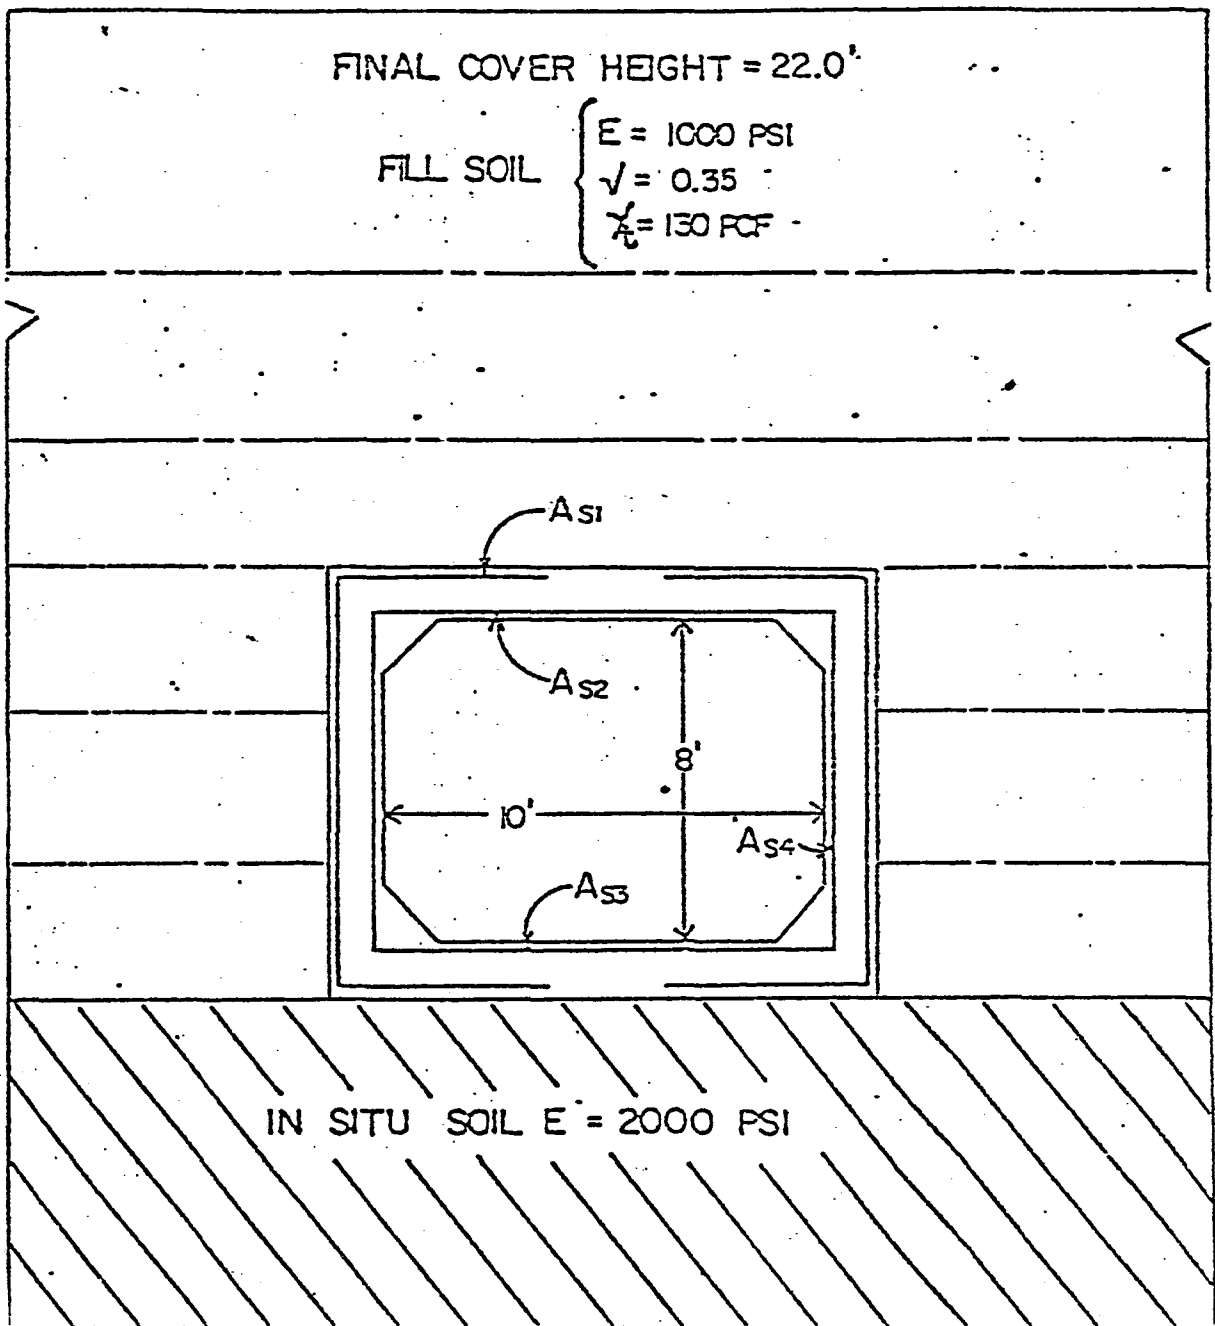 FINAL COVER HEIGHT = 22.0'
FILL SOIL
E = 1000 PSI
ν = 0.35
γt = 130 PCF
AS1
AS2
8'
10'
AS4
AS3
IN SITU SOIL E = 2000 PSI